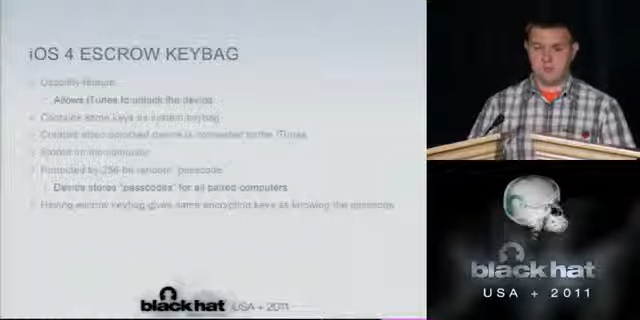 iOS 4 ESCROW KEYBAG
Usability feature
Allows iTunes to unlock the device
Contains same keys as system keybag
Created when unlocked device is connected to the iTunes
Stored on the computer
Protected by 256-bit random "passcode"
Device stores "passcodes" for all paired computers
Having escrow keybag gives same encryption keys as knowing the passcode
black hat USA + 2011
black hat
USA + 2011